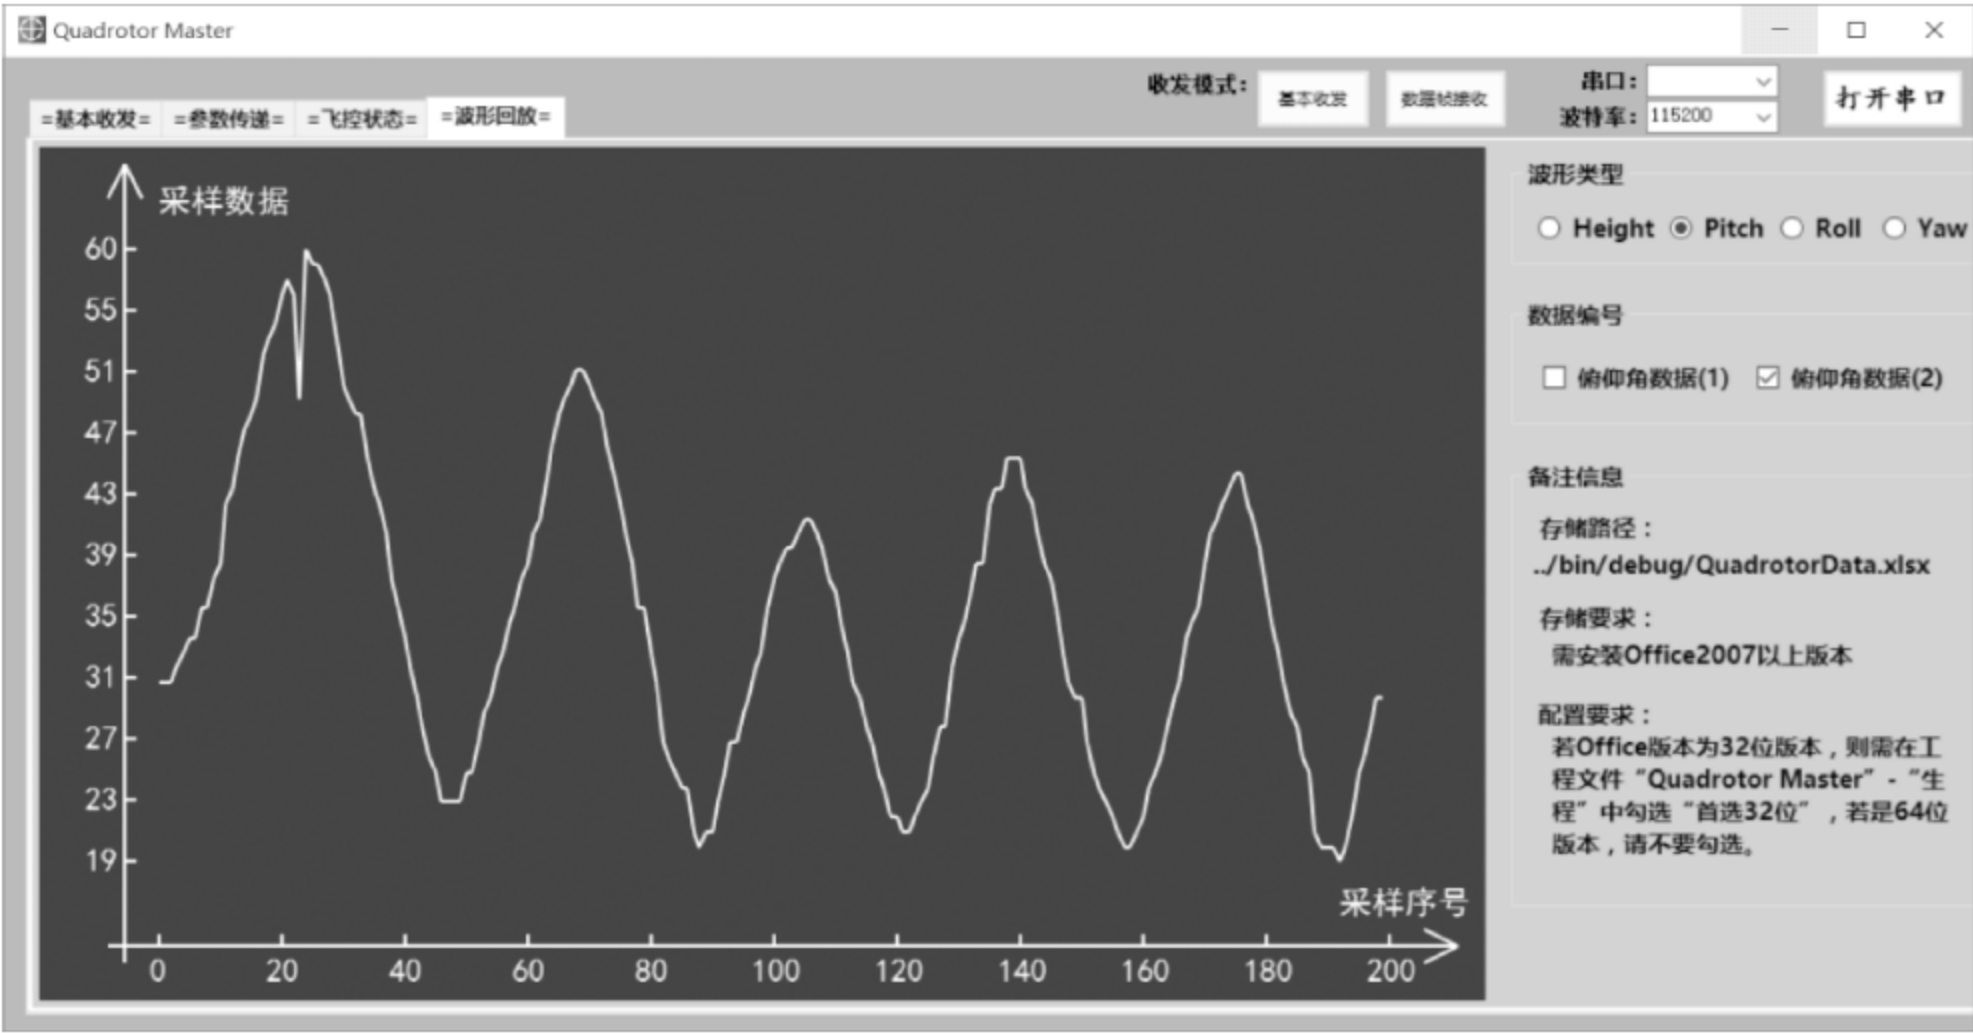 Quadrotor Master
收发模式：
基本收发
数据帧接收
串口：
波特率：
115200
打开串口
=基本收发=
=参数传递=
=飞控状态=
=波形回放=
采样数据
60
55
51
47
43
39
35
31
27
23
19
采样序号
0 20 40 60 80 100 120 140 160 180 200
波形类型
Height Pitch Roll Yaw
数据编号
俯仰角数据(1) 俯仰角数据(2)
备注信息
存储路径：
../bin/debug/QuadrotorData.xlsx
存储要求：
需安装Office2007以上版本
配置要求：
若Office版本为32位版本，则需在工
程文件“Quadrotor Master”-“生
程”中勾选“首选32位”，若是64位
版本，请不要勾选。